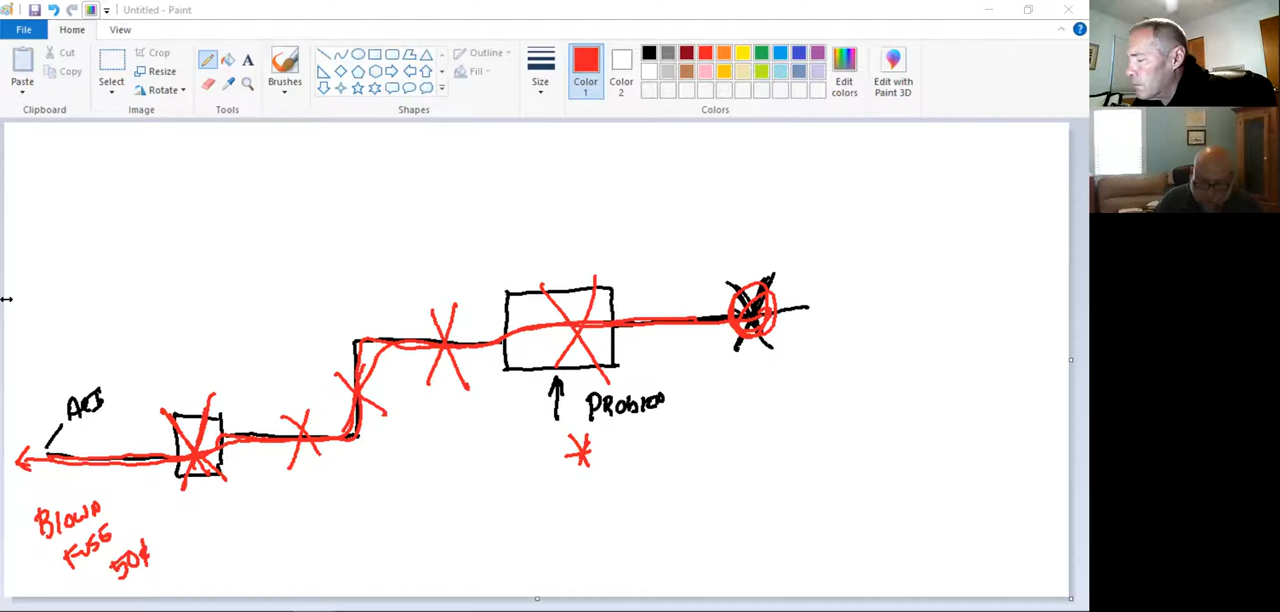 Untitled - Paint
File Home View
Paste
Cut
Copy
Clipboard
Select
Crop
Resize
Rotate
Image
A
Tools
Brushes
Shapes
Outline
Fill
Size
Color
1
Color
2
Colors
Edit
colors
Edit with
Paint 3D
PROBlEM
BlOWN
FUSE
50¢